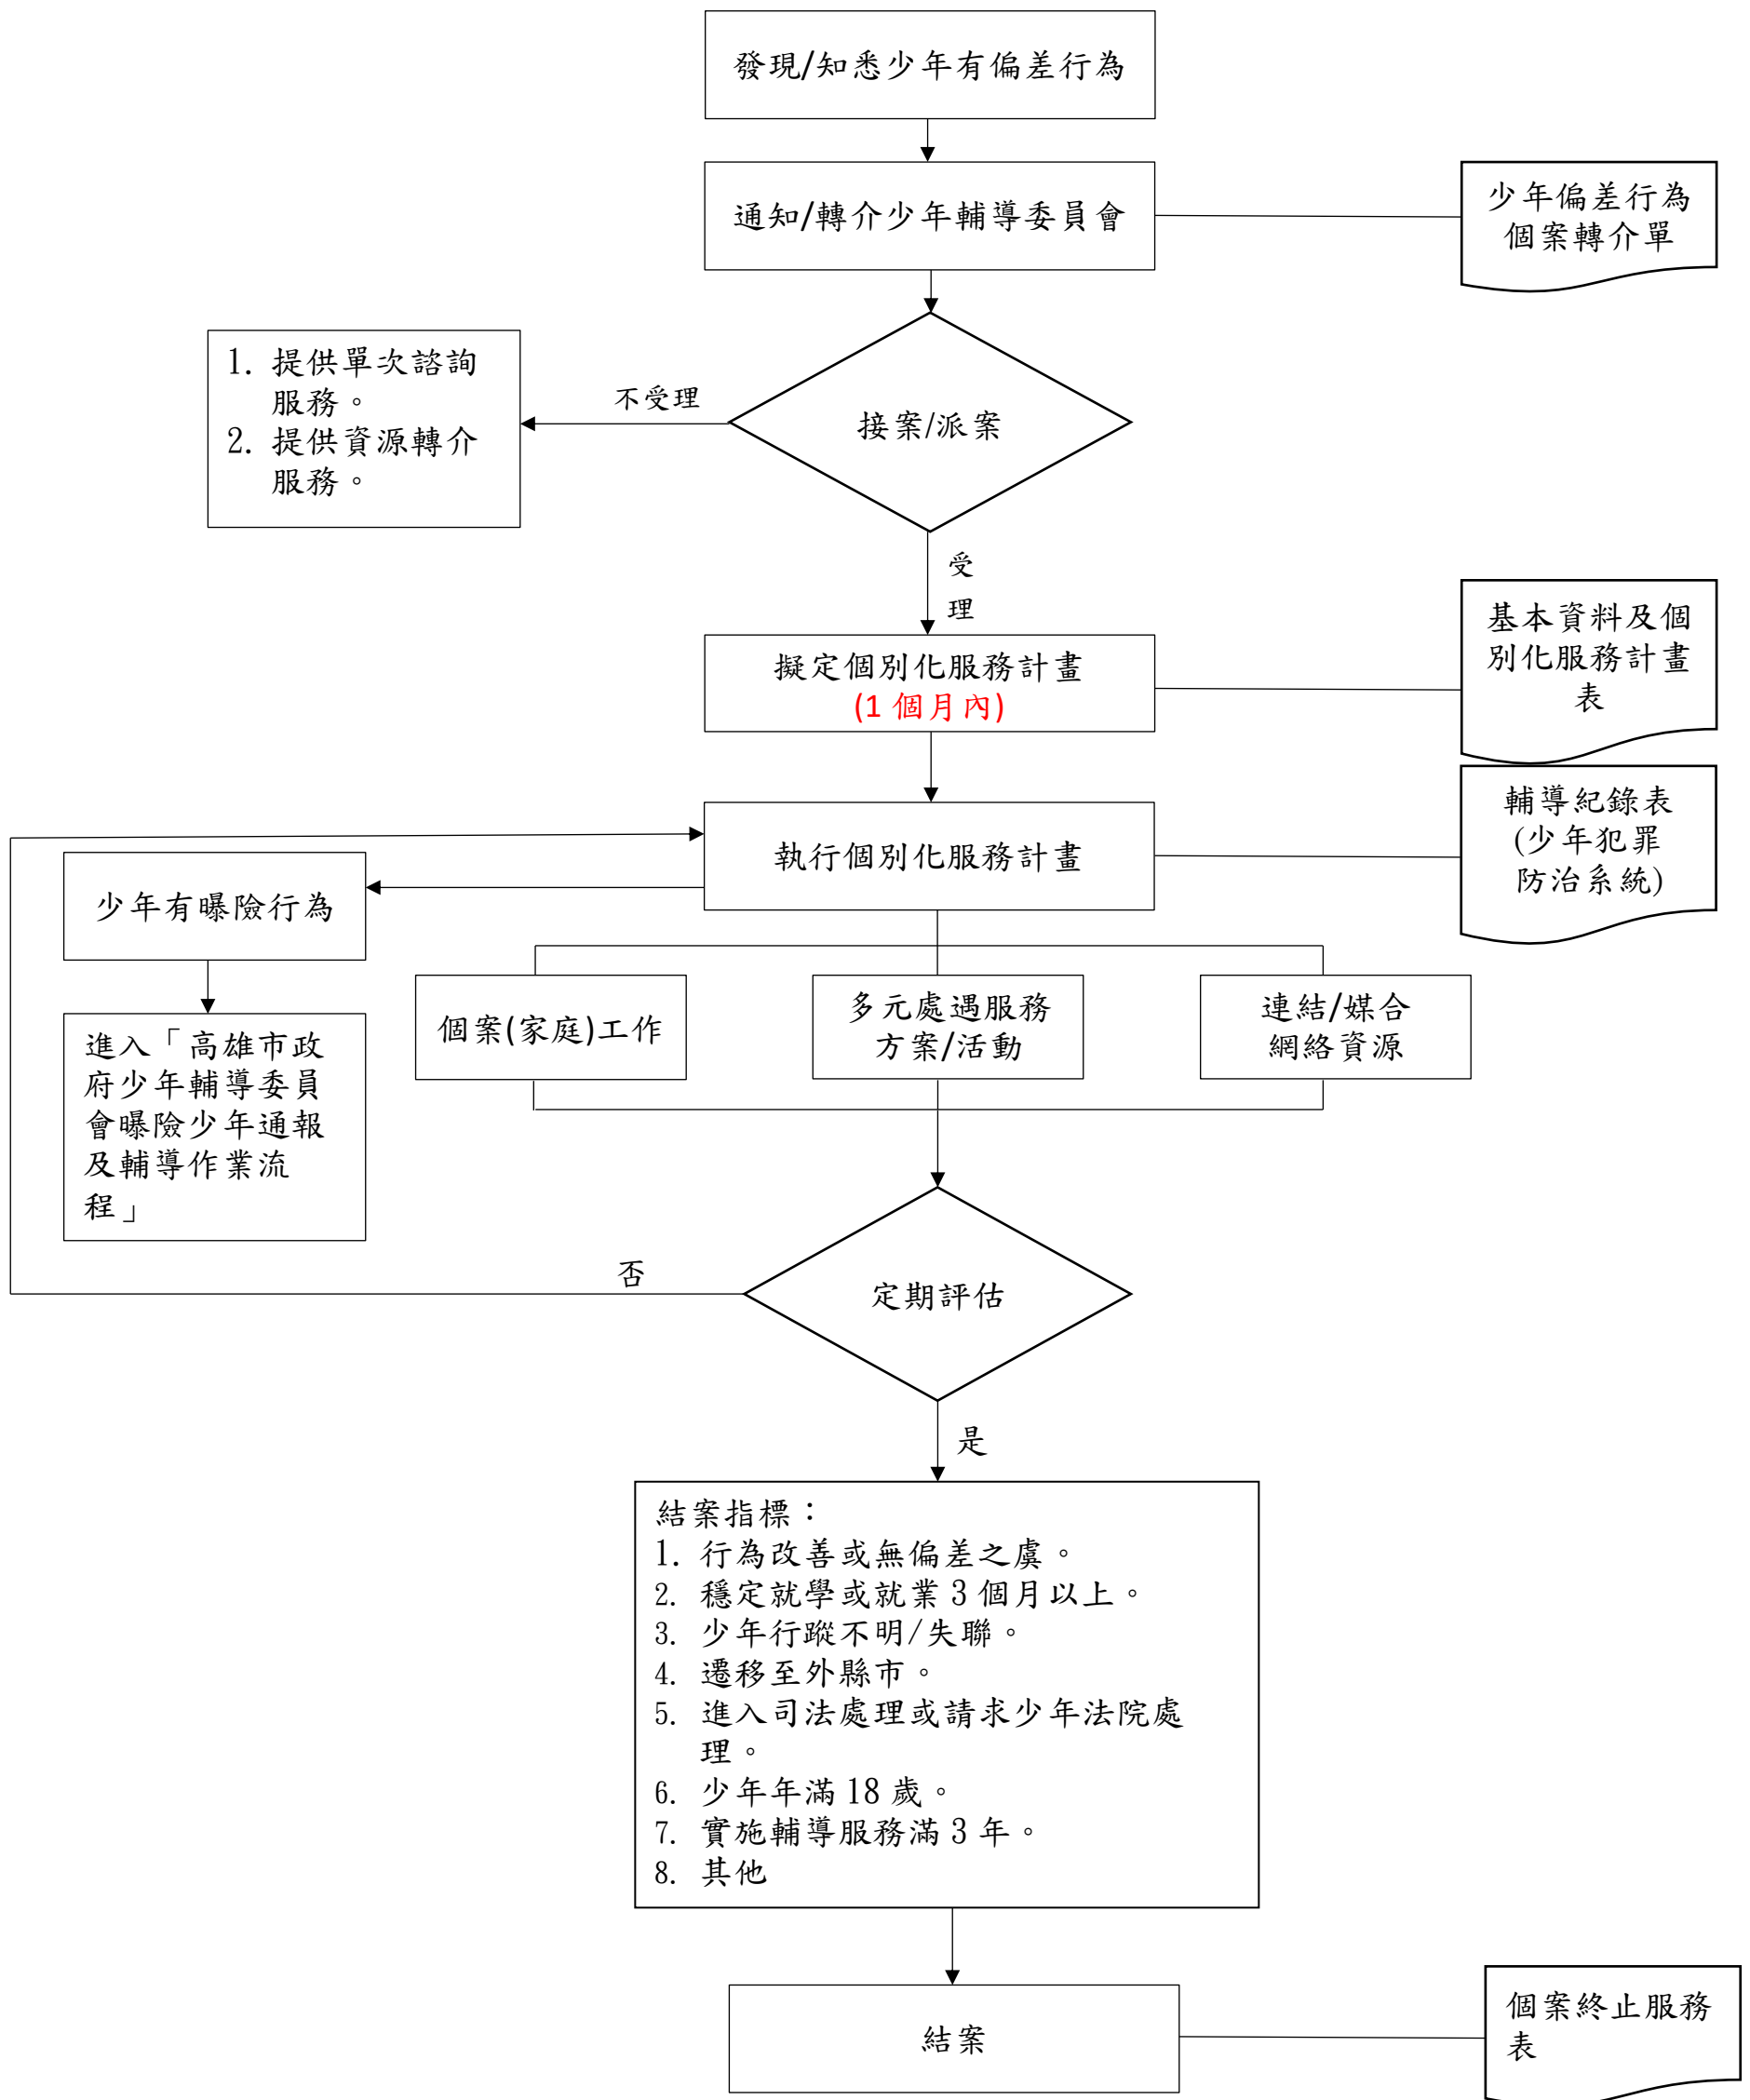 發現/知悉少年有偏差行為
通知/轉介少年輔導委員會
少年偏差行為
個案轉介單
1. 提供單次諮詢
服務。
2. 提供資源轉介
服務。
不受理
接案/派案
受
理
擬定個別化服務計畫
(1 個月內)
基本資料及個
別化服務計畫
表
執行個別化服務計畫
輔導紀錄表
(少年犯罪
防治系統)
少年有曝險行為
進入「高雄市政
府少年輔導委員
會曝險少年通報
及輔導作業流
程」
個案(家庭)工作
多元處遇服務
方案/活動
連結/媒合
網絡資源
否
定期評估
是
結案指標：
1. 行為改善或無偏差之虞。
2. 穩定就學或就業 3 個月以上。
3. 少年行蹤不明/失聯。
4. 遷移至外縣市。
5. 進入司法處理或請求少年法院處
理。
6. 少年年滿 18 歲。
7. 實施輔導服務滿 3 年。
8. 其他
結案
個案終止服務
表